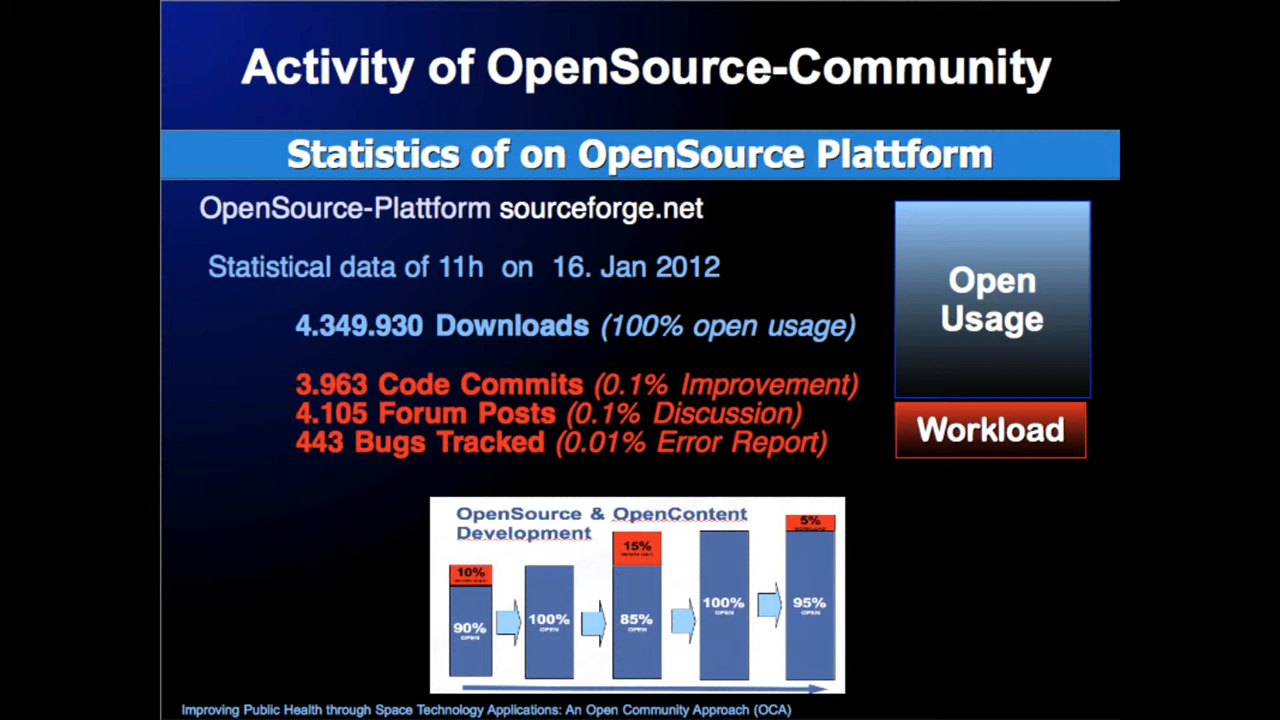 Activity of OpenSource-Community
Statistics of on OpenSource Plattform
OpenSource-Plattform sourceforge.net
Statistical data of 11h on 16. Jan 2012
4.349.930 Downloads (100% open usage)
3.963 Code Commits (0.1% Improvement)
4.105 Forum Posts (0.1% Discussion)
443 Bugs Tracked (0.01% Error Report)
Open
Usage
Workload
OpenSource & OpenContent
Development
10%
90%
OPEN
100%
OPEN
15%
85%
OPEN
100%
OPEN
5%
95%
OPEN
Improving Public Health through Space Technology Applications: An Open Community Approach (OCA)